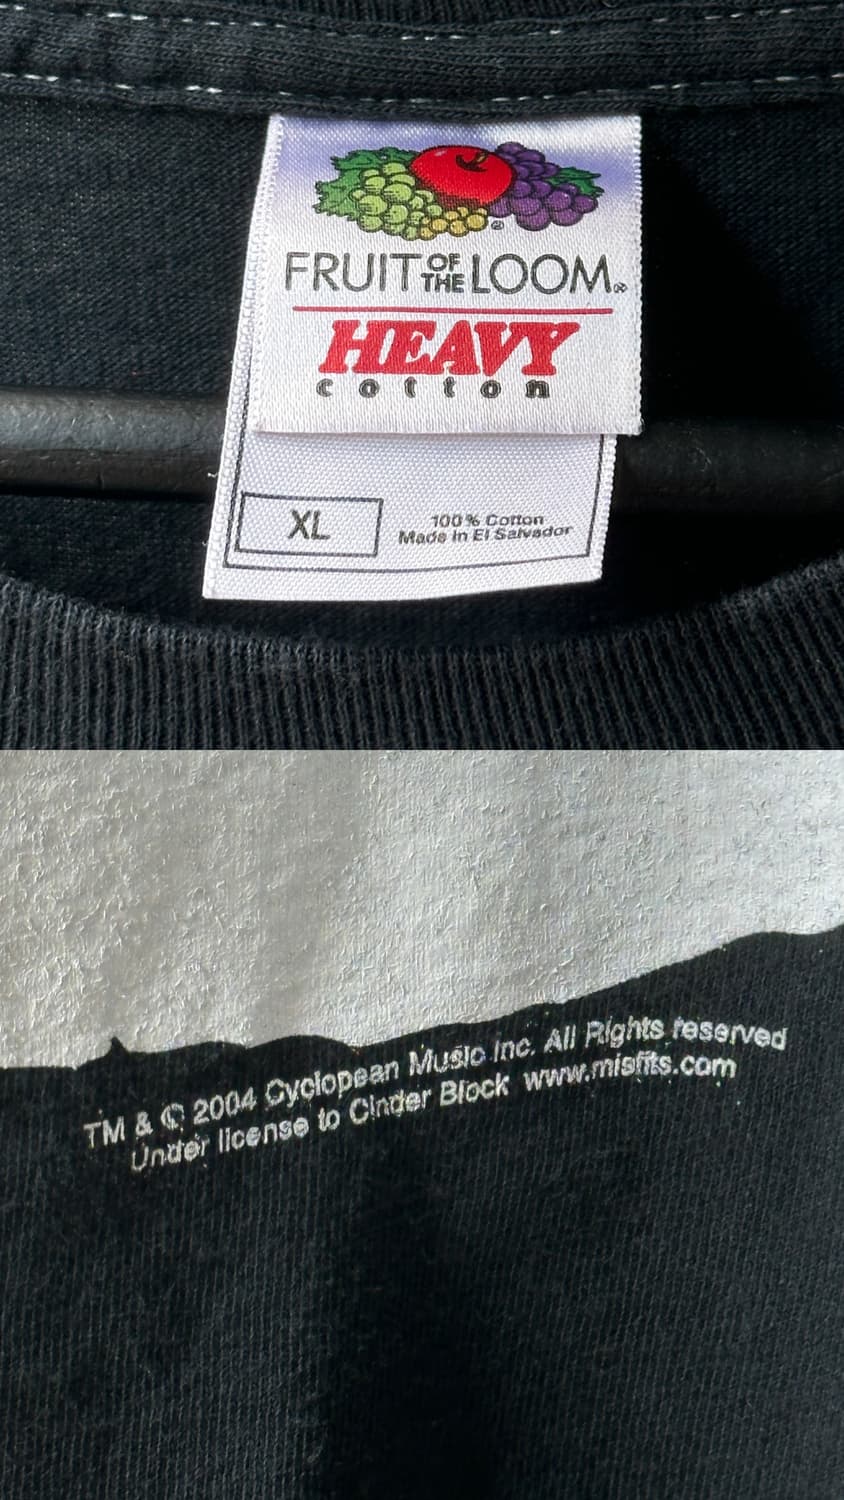 FRUIT OF THE LOOM®
HEAVY
cotton
XL
100% Cotton
Made In El Salvador
TM & © 2004 Cyclopean Music Inc. All Rights reserved
Under license to Cinder Block www.misfits.com